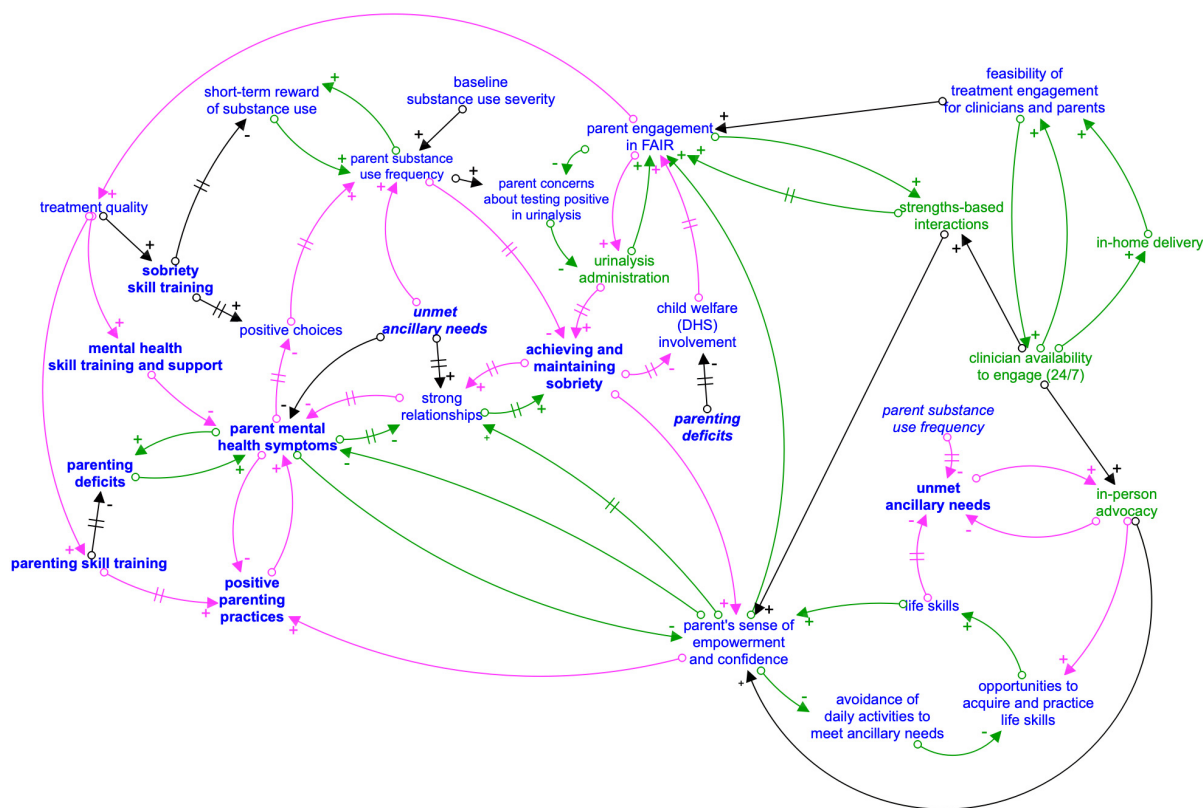 short-term reward
of substance use
baseline
substance use severity
feasibility of
treatment engagement
for clinicians and parents
parent engagement
in FAIR
parent substance
use frequency
parent concerns
about testing positive
in urinalysis
treatment quality
strengths-based
interactions
in-home delivery
sobriety
skill training
urinalysis
administration
positive choices
unmet
ancillary needs
child welfare
(DHS)
involvement
mental health
skill training and support
achieving and
maintaining
sobriety
clinician availability
to engage (24/7)
strong
relationships
parenting
deficits
parent substance
use frequency
parent mental
health symptoms
parenting
deficits
unmet
ancillary needs
in-person
advocacy
parenting skill training
positive
parenting
practices
life skills
parent's sense of
empowerment
and confidence
avoidance of
daily activities to
meet ancillary needs
opportunities to
acquire and practice
life skills